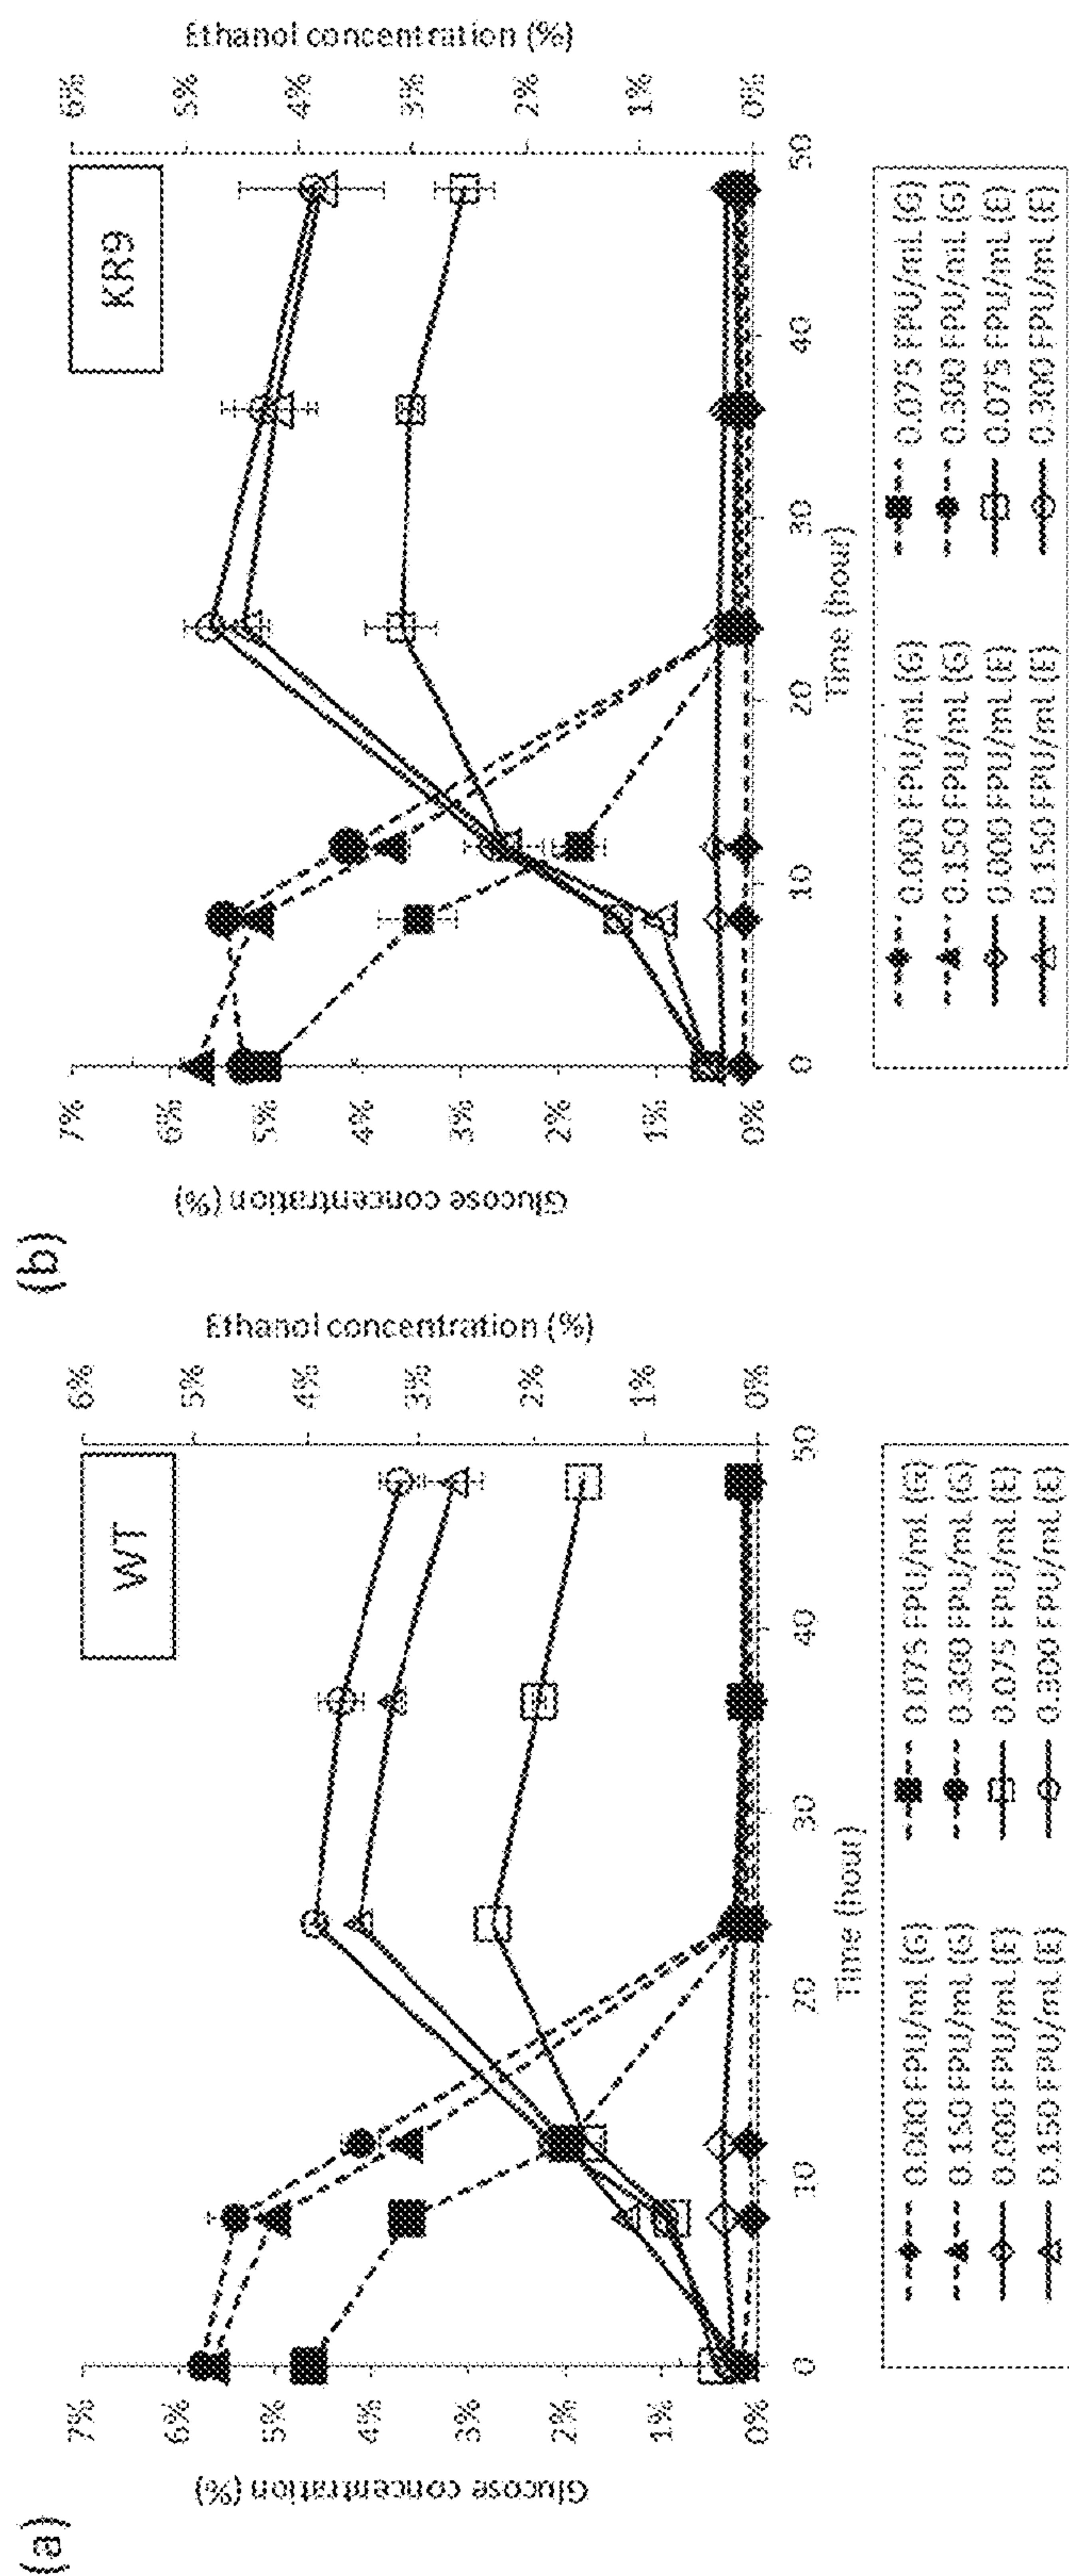 (a)
WT
Glucose concentration (%)
7%
6%
5%
4%
3%
2%
1%
0%
Ethanol concentration (%)
6%
5%
4%
3%
2%
1%
0%
0
10
20
30
40
50
Time (hour)
0.000 FPU/mL (G)
0.075 FPU/mL (G)
0.150 FPU/mL (G)
0.300 FPU/mL (G)
0.000 FPU/mL (E)
0.075 FPU/mL (E)
0.150 FPU/mL (E)
0.300 FPU/mL (E)
(b)
KR9
Glucose concentration (%)
7%
6%
5%
4%
3%
2%
1%
0%
Ethanol concentration (%)
6%
5%
4%
3%
2%
1%
0%
0
10
20
30
40
50
Time (hour)
0.000 FPU/mL (G)
0.075 FPU/mL (G)
0.150 FPU/mL (G)
0.300 FPU/mL (G)
0.000 FPU/mL (E)
0.075 FPU/mL (E)
0.150 FPU/mL (E)
0.300 FPU/mL (E)